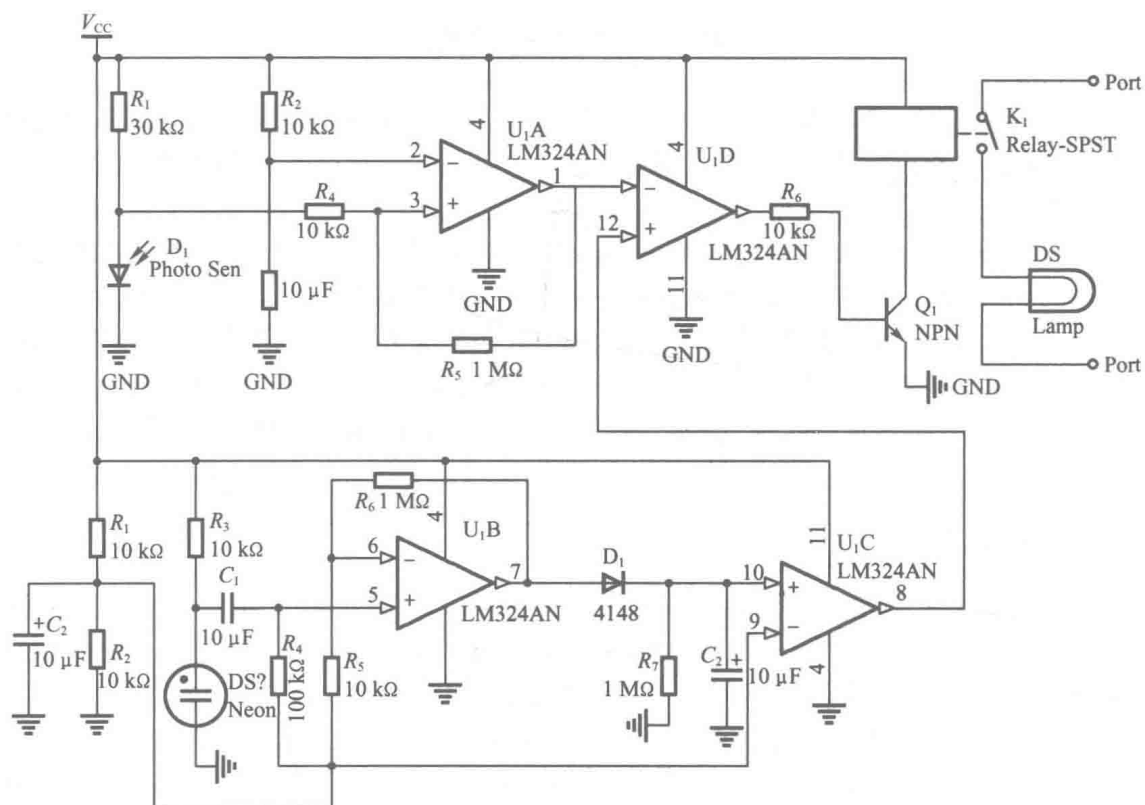 V_CC
R₁
30 kΩ
R₂
10 kΩ
4
U₁A
LM324AN
2
3
1
R₄
10 kΩ
D₁
Photo Sen
GND
10 μF
GND
GND
R₅ 1 MΩ
4
U₁D
12
R₆
10 kΩ
LM324AN
11
GND
Q₁
NPN
GND
K₁
Relay-SPST
Port
DS
Lamp
Port
R₁
10 kΩ
R₃
10 kΩ
R₆ 1 MΩ
4
U₁B
6
5
7
LM324AN
+C₂
10 μF
R₂
10 kΩ
C₁
10 μF
R₄
100 kΩ
DS?
Neon
R₅
10 kΩ
D₁
4148
R₇
1 MΩ
C₂ +
10 μF
11
U₁C
LM324AN
10
9
8
4